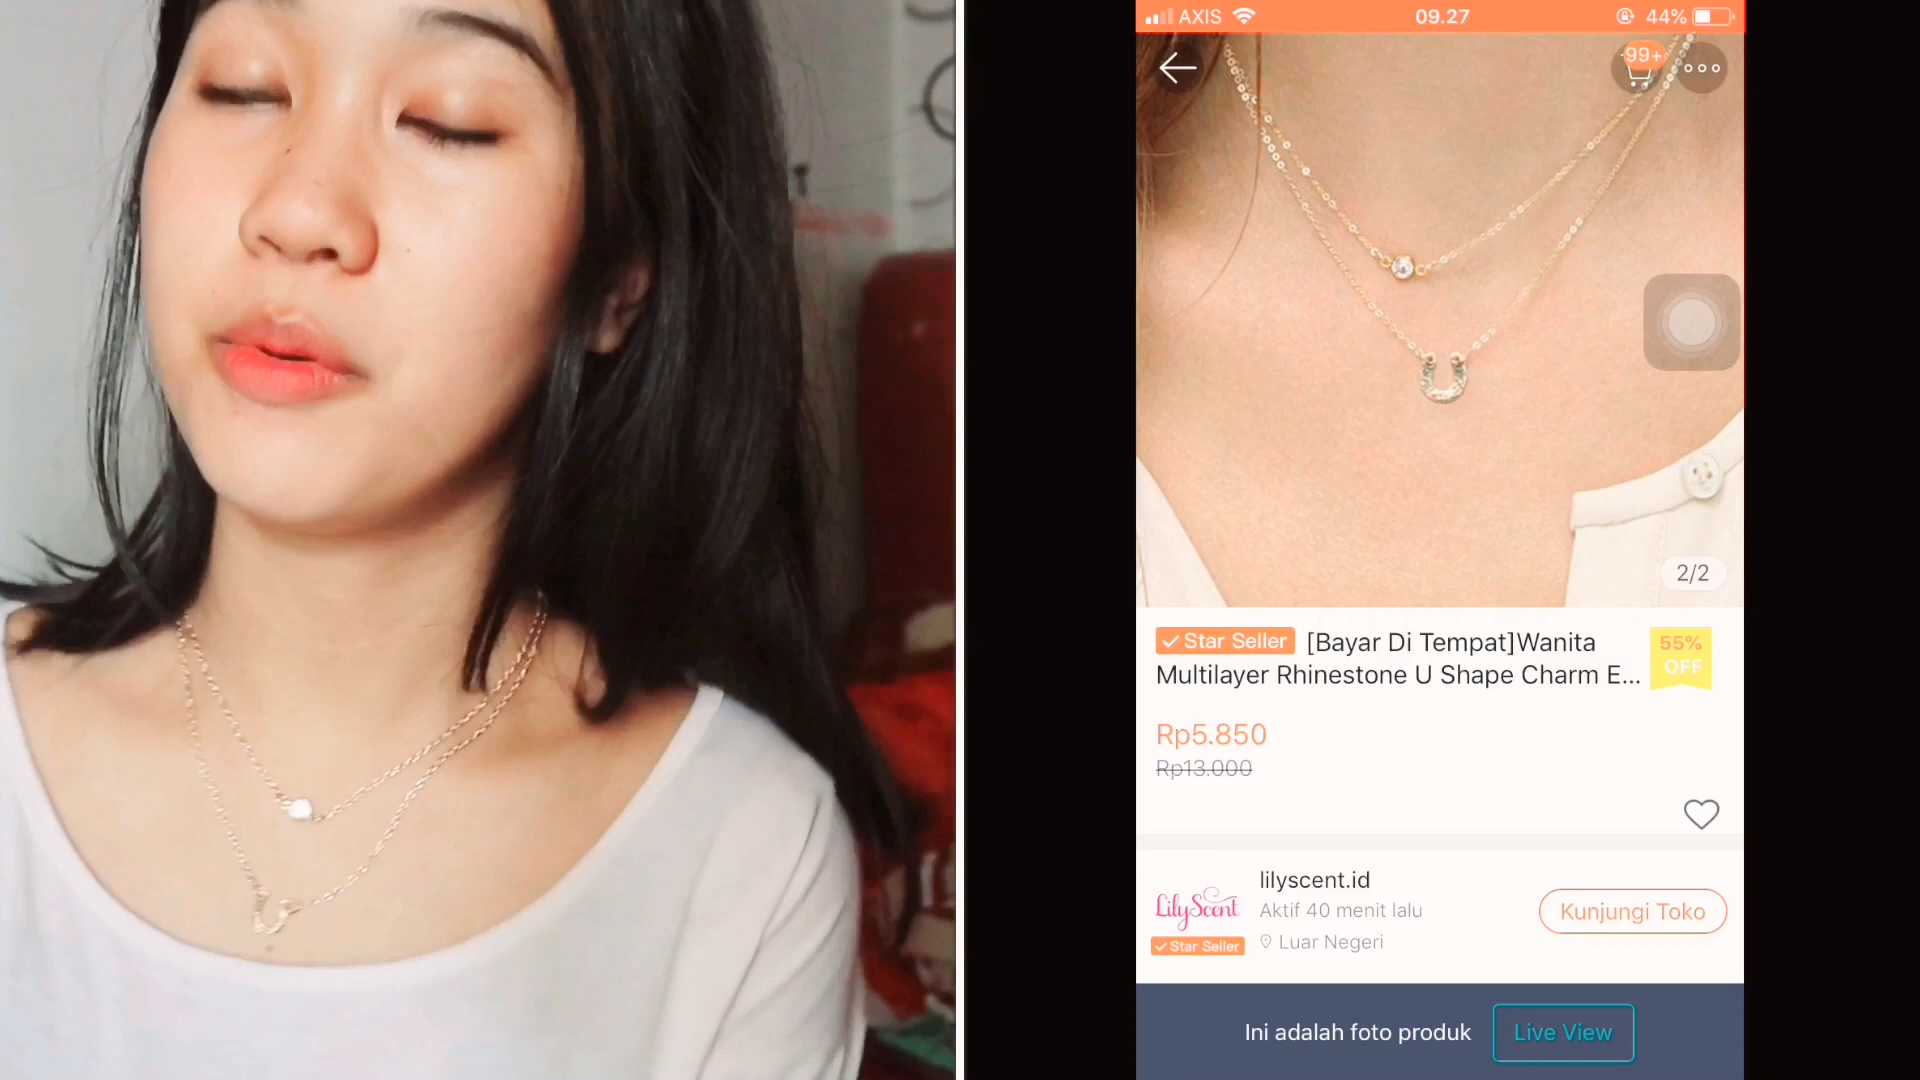 AXIS
09.27
44%
99+
2/2
Star Seller [Bayar Di Tempat]Wanita
Multilayer Rhinestone U Shape Charm E...
55%
OFF
Rp5.850
Rp13.000
LilyScent
Star Seller
lilyscent.id
Aktif 40 menit lalu
Luar Negeri
Kunjungi Toko
Ini adalah foto produk
Live View